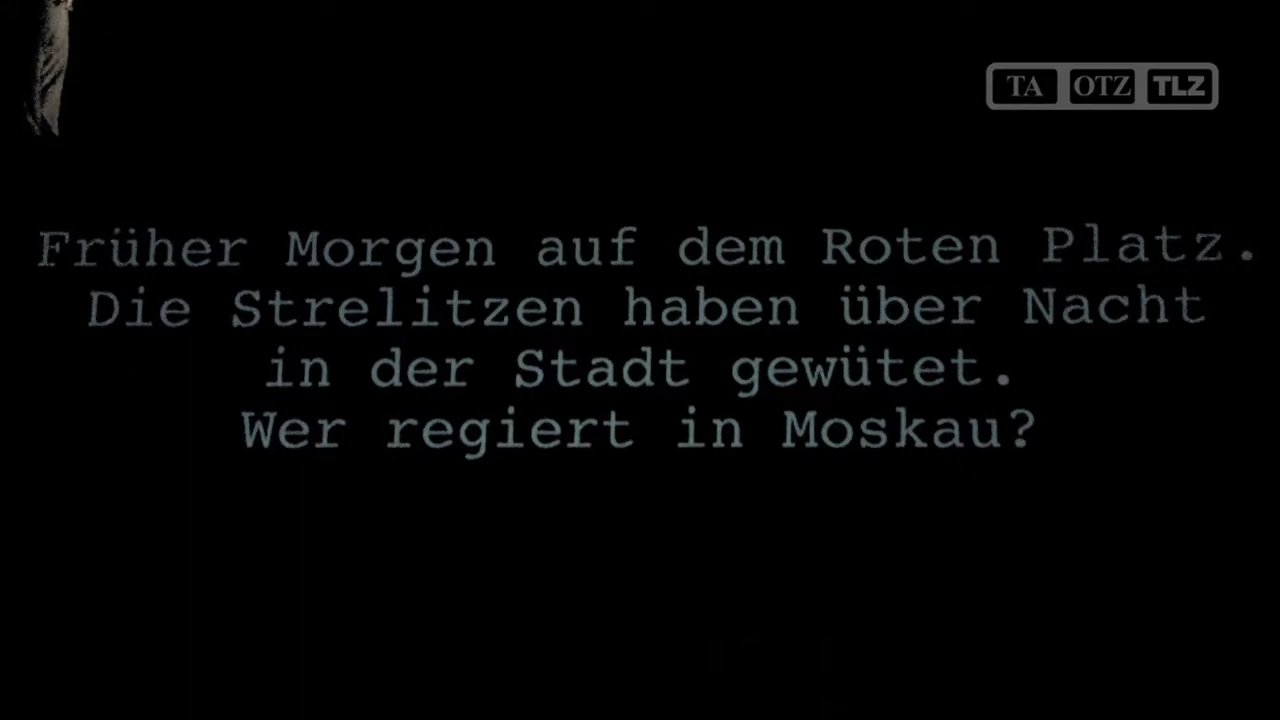 TA OTZ TLZ
Früher Morgen auf dem Roten Platz.
Die Strelitzen haben über Nacht
in der Stadt gewütet.
Wer regiert in Moskau?